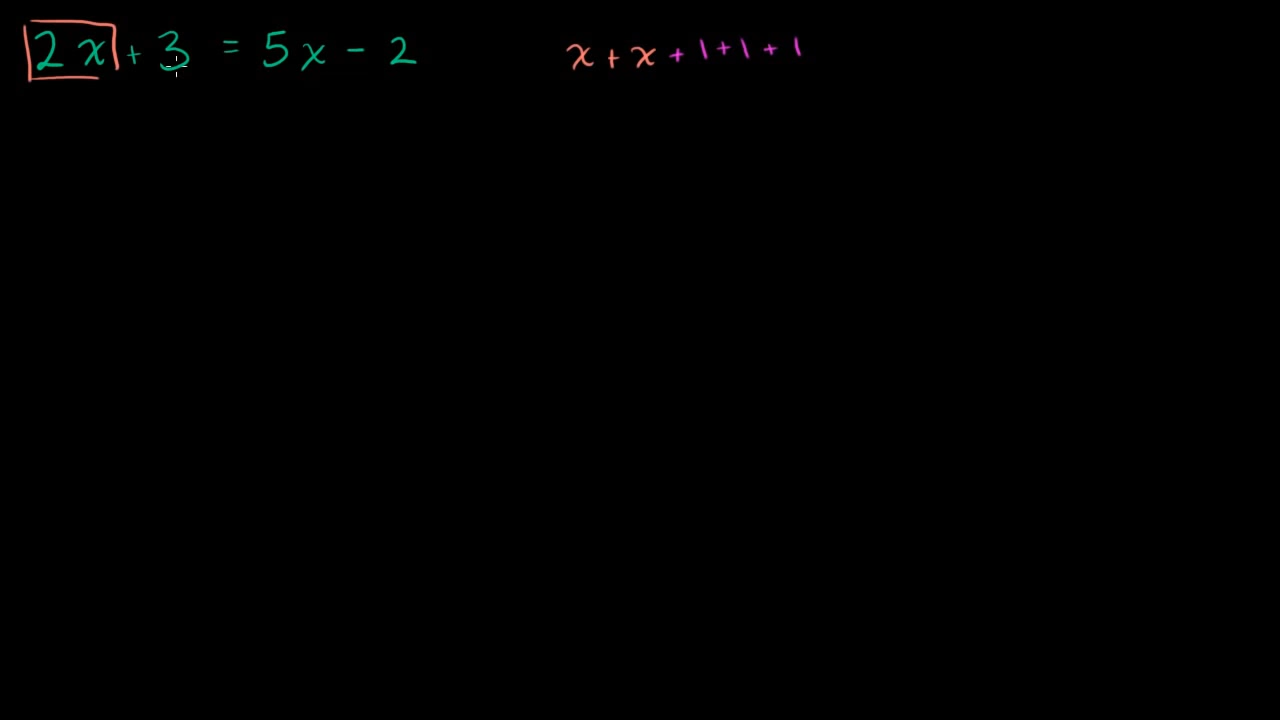 2x + 3 = 5x - 2 x + x + 1 + 1 + 1